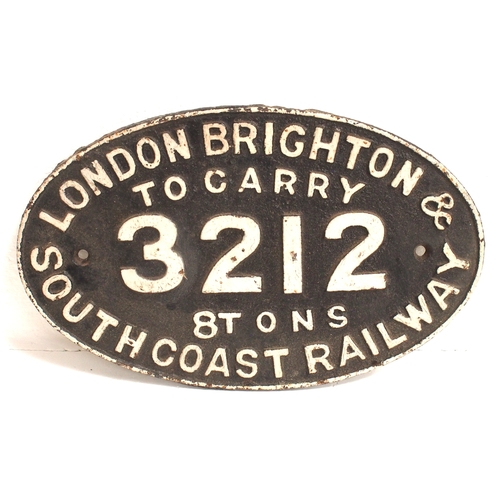 LONDON BRIGHTON &
TO CARRY
3212
8 TONS
SOUTH COAST RAILWAY